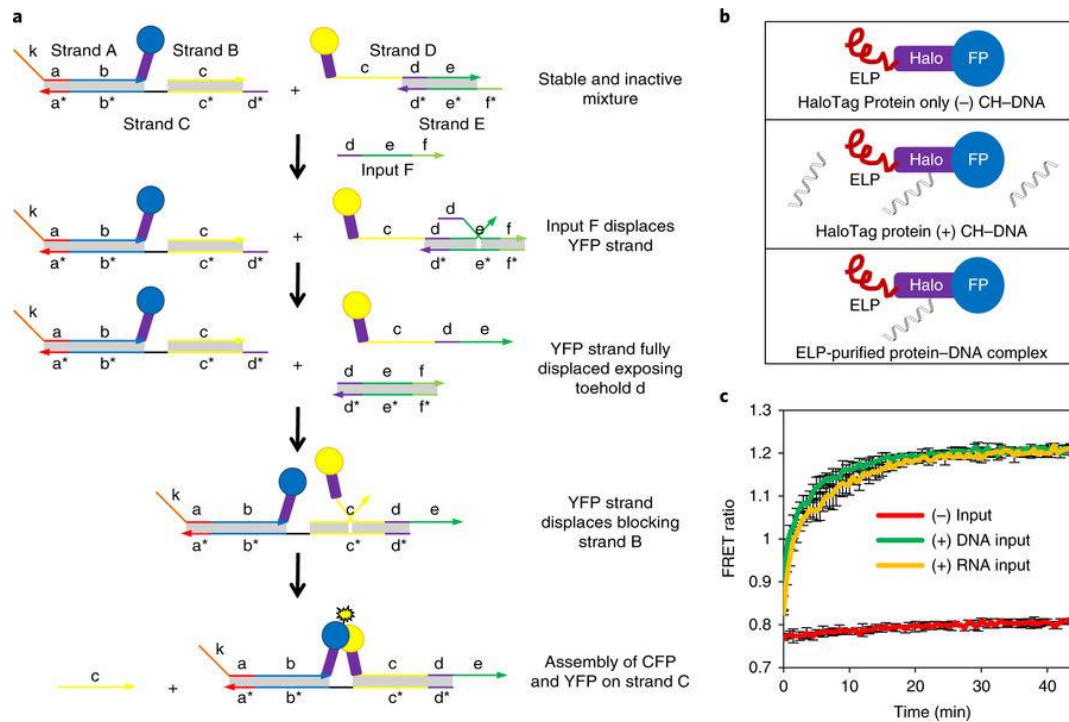 a
k
Strand A
Strand B
a
b
c
a*
b*
c*
d*
Strand C
+
Strand D
c
d
e
d*
e*
f*
Strand E
Stable and inactive
mixture
d
e
f
Input F
k
a
b
c
a*
b*
c*
d*
+
c
d
d
e
f
d*
e*
f*
Input F displaces
YFP strand
k
a
b
c
a*
b*
c*
d*
+
c
d
e
d
e
f
d*
e*
f*
YFP strand fully
displaced exposing
toehold d
k
a
b
c
d
e
a*
b*
c*
d*
YFP strand
displaces blocking
strand B
c
+
k
a
b
c
d
e
a*
b*
c*
d*
Assembly of CFP
and YFP on strand C
b
ELP
Halo
FP
HaloTag Protein only (–) CH–DNA
ELP
Halo
FP
HaloTag protein (+) CH–DNA
ELP
Halo
FP
ELP-purified protein–DNA complex
c
1.3
1.2
1.1
1
0.9
0.8
0.7
FRET ratio
(–) Input
(+) DNA input
(+) RNA input
0
10
20
30
40
Time (min)